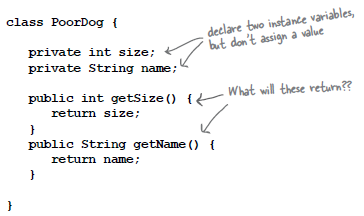 class PoorDog {
private int size;
private String name;
declare two instance variables,
but don't assign a value
public int getSize() {
return size;
}
What will these return??
public String getName() {
return name;
}
}